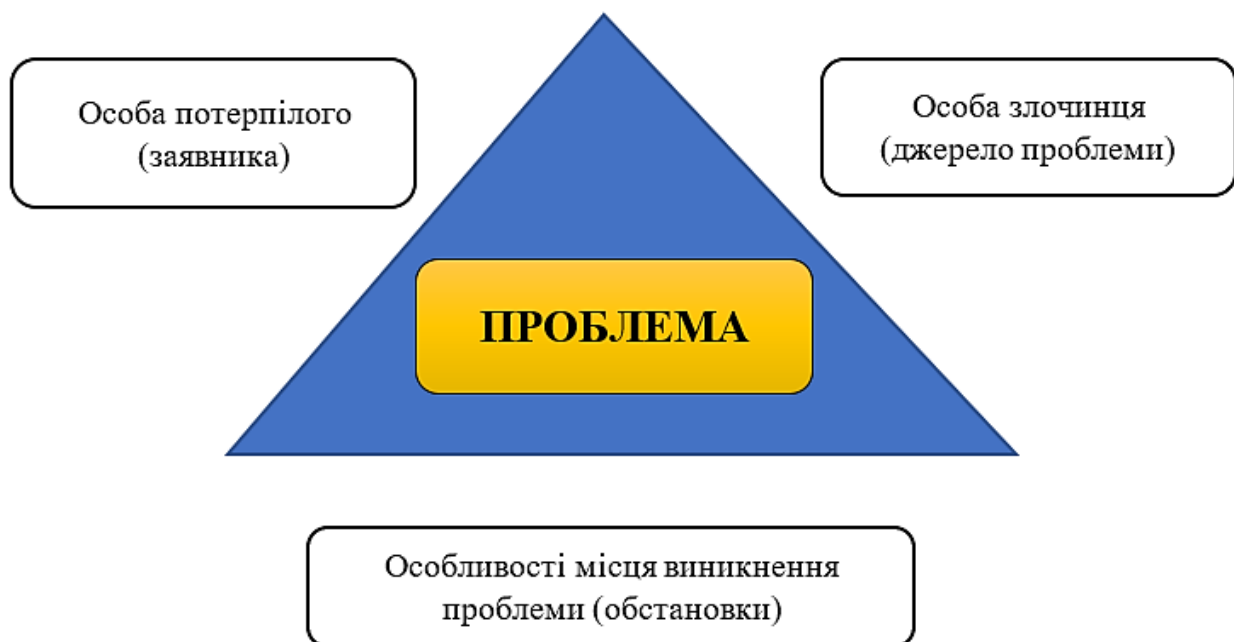 Особа потерпілого
(заявника)
Особа злочинця
(джерело проблеми)
ПРОБЛЕМА
Особливості місця виникнення
проблеми (обстановки)